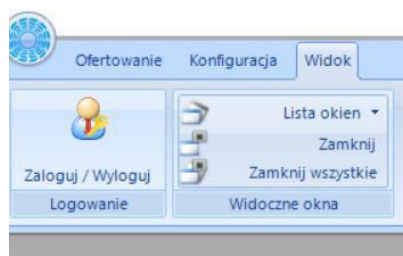 Ofertowanie Konfiguracja Widok
Zaloguj / Wyloguj
Logowanie
Lista okien
Zamknij
Zamknij wszystkie
Widoczne okna